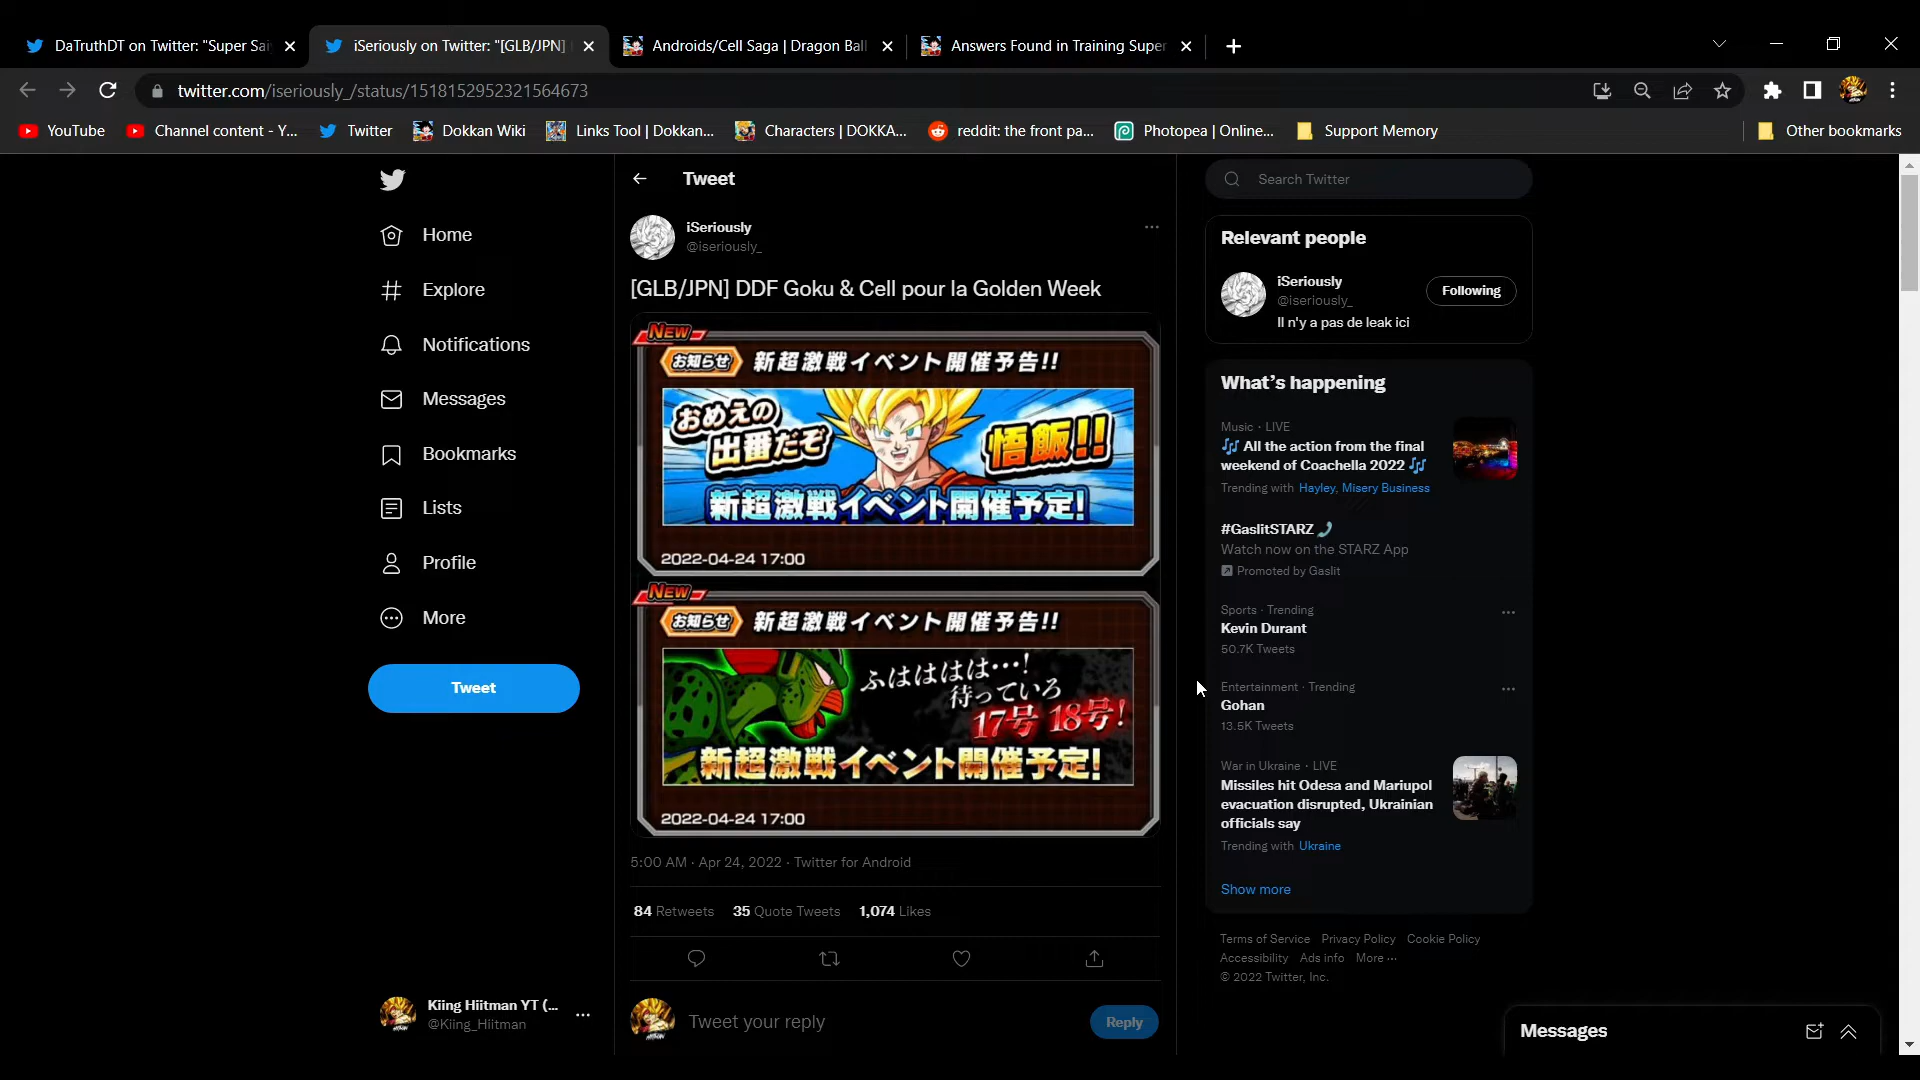 DaTruthDT on Twitter: "Super Sai
iSeriously on Twitter: "[GLB/JPN]
Androids/Cell Saga | Dragon Ball
Answers Found in Training Super
twitter.com/iseriously_/status/1518152952321564673
YouTube
Channel content - Y...
Twitter
Dokkan Wiki
Links Tool | Dokkan...
Characters | DOKKA...
reddit: the front pa...
Photopea | Online...
Support Memory
Other bookmarks
Home
Explore
Notifications
Messages
Bookmarks
Lists
Profile
More
Tweet
Kiing Hiitman YT (...
@Kiing_Hiitman
Tweet
iSeriously
@iseriously_
[GLB/JPN] DDF Goku & Cell pour la Golden Week
NEW
お知らせ 新超激戦イベント開催予告!!
おめえの
出番だぞ
悟飯!!
新超激戦イベント開催予定!
2022-04-24 17:00
NEW
お知らせ 新超激戦イベント開催予告!!
ふはははは…!
待っていろ
17号 18号!
新超激戦イベント開催予定!
2022-04-24 17:00
5:00 AM · Apr 24, 2022 · Twitter for Android
84 Retweets 35 Quote Tweets 1,074 Likes
Tweet your reply
Reply
Search Twitter
Relevant people
iSeriously
@iseriously_
Following
Il n'y a pas de leak ici
What's happening
Music · LIVE
All the action from the final
weekend of Coachella 2022
Trending with Hayley, Misery Business
#GaslitSTARZ
Watch now on the STARZ App
Promoted by Gaslit
Sports · Trending
Kevin Durant
50.7K Tweets
Entertainment · Trending
Gohan
13.5K Tweets
War in Ukraine · LIVE
Missiles hit Odesa and Mariupol
evacuation disrupted, Ukrainian
officials say
Trending with Ukraine
Show more
Terms of Service Privacy Policy Cookie Policy
Accessibility Ads info More ···
© 2022 Twitter, Inc.
Messages